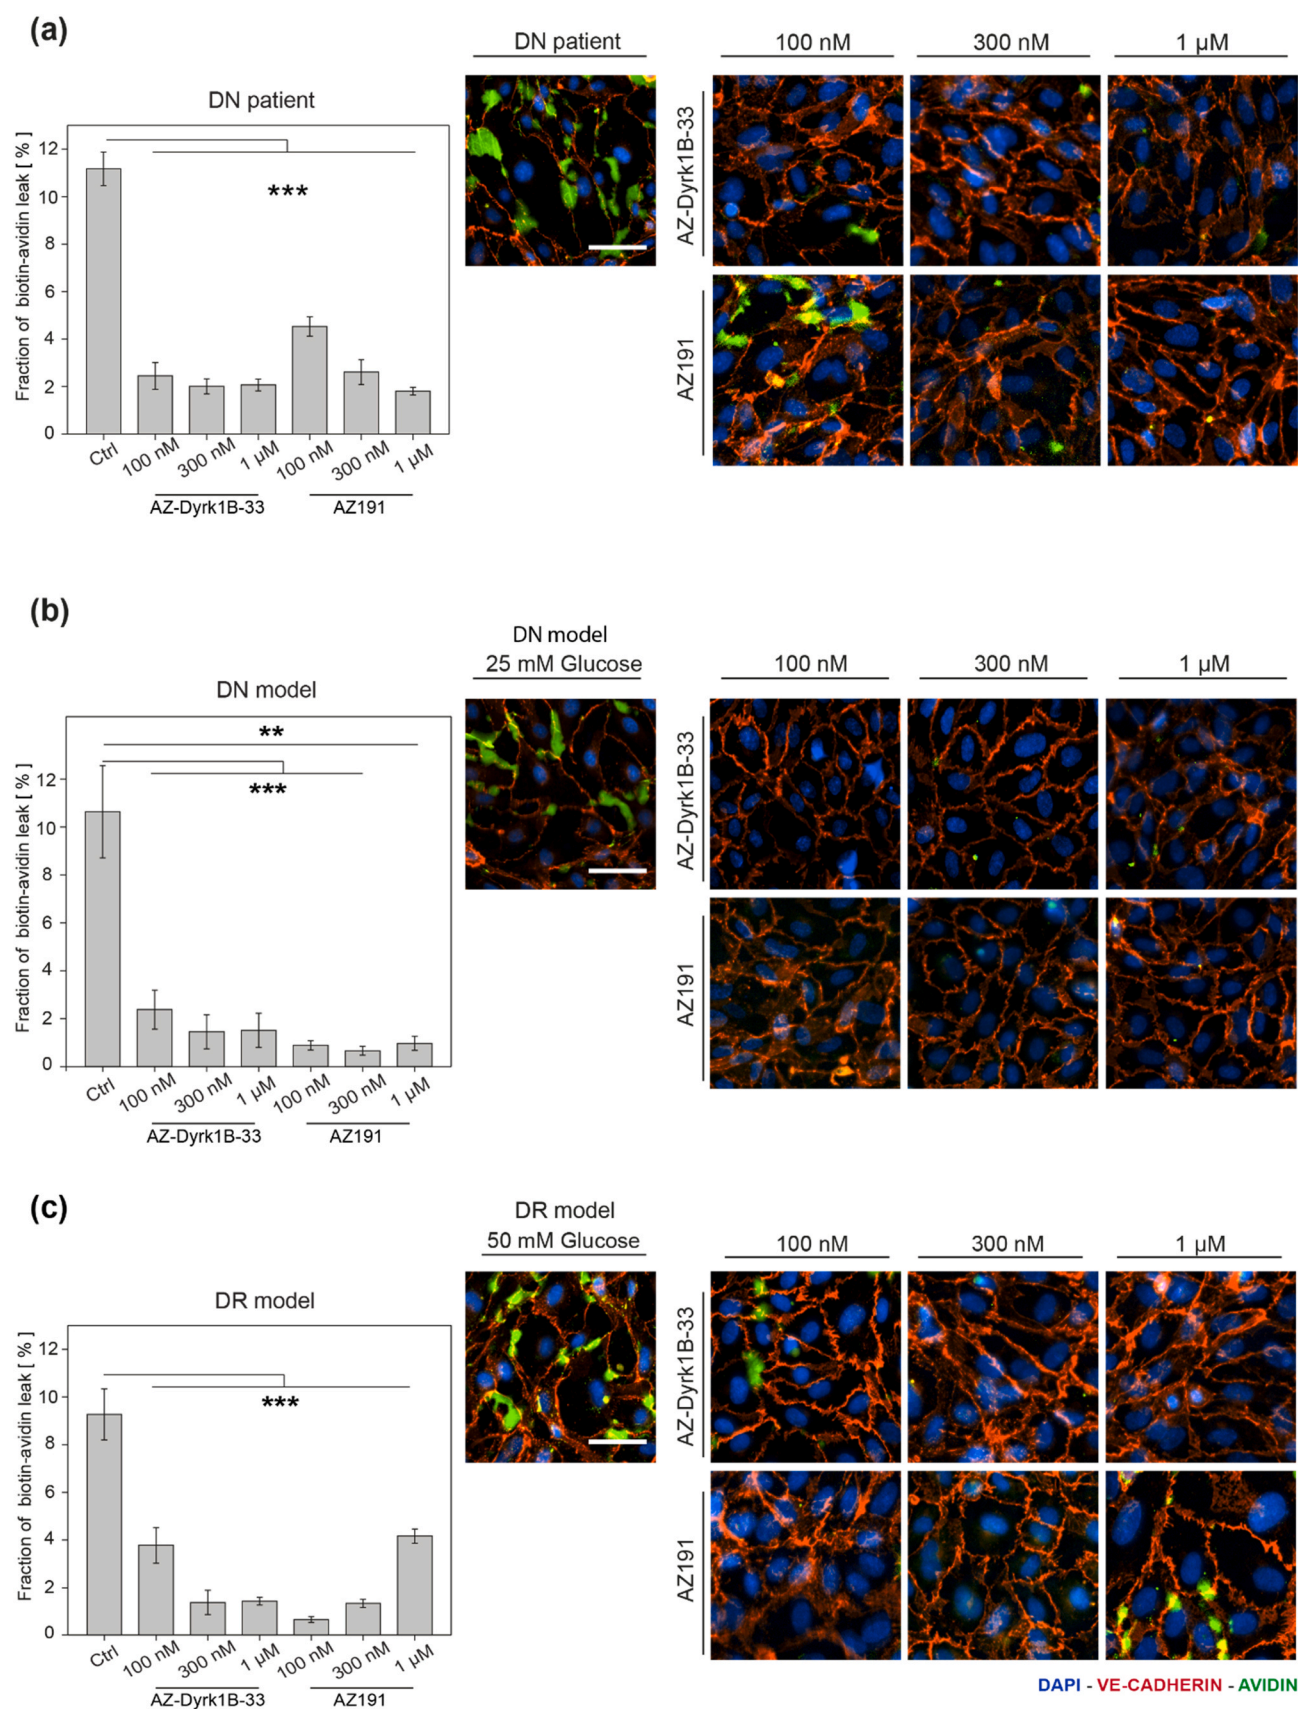 (a)
DN patient
Fraction of biotin-avidin leak [ % ]
12
10
8
6
4
2
0
***
Ctrl
100 nM
300 nM
1 µM
100 nM
300 nM
1 µM
AZ-Dyrk1B-33
AZ191
DN patient
100 nM
300 nM
1 µM
AZ-Dyrk1B-33
AZ191
(b)
DN model
Fraction of biotin-avidin leak [ % ]
12
10
8
6
4
2
0
**
***
Ctrl
100 nM
300 nM
1 µM
100 nM
300 nM
1 µM
AZ-Dyrk1B-33
AZ191
DN model
25 mM Glucose
100 nM
300 nM
1 µM
AZ-Dyrk1B-33
AZ191
(c)
DR model
Fraction of biotin-avidin leak [ % ]
12
10
8
6
4
2
0
***
Ctrl
100 nM
300 nM
1 µM
100 nM
300 nM
1 µM
AZ-Dyrk1B-33
AZ191
DR model
50 mM Glucose
100 nM
300 nM
1 µM
AZ-Dyrk1B-33
AZ191
DAPI - VE-CADHERIN - AVIDIN